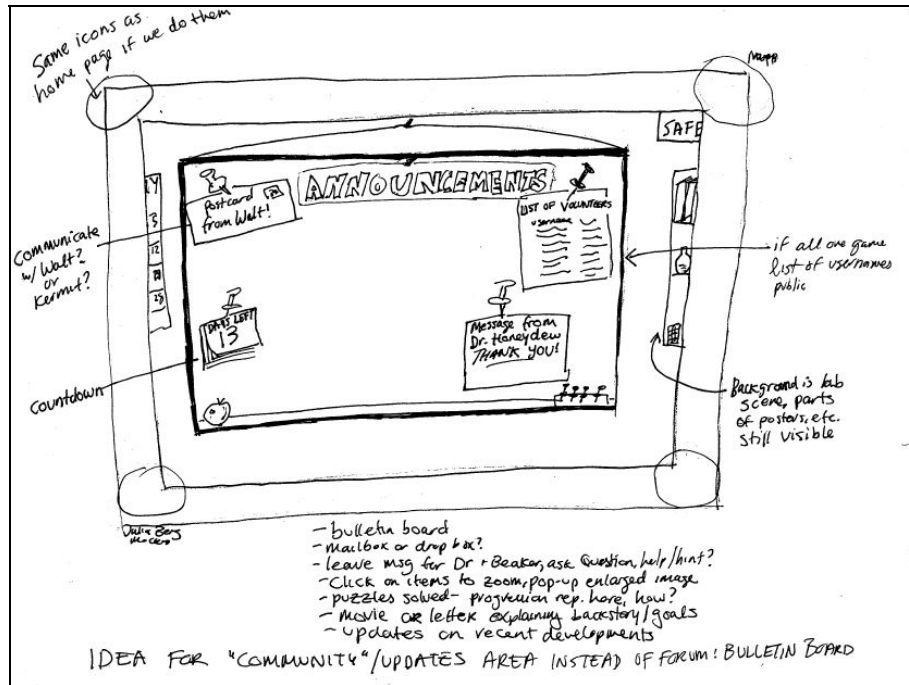 Same icons as
home page if we do them
SAFE
ANNOUNCEMENTS
Postcard
from Walt!
LIST OF VOLUNTEERS
username
Communicate
w/ Walt?
or
Kermit?
if all one game
list of usernames
public
DAYS LEFT
13
Message from
Dr. Honeydew
THANK YOU!
Countdown
Background is lab
scene, parts
of posters, etc.
still visible
- bulletin board
- mailbox or drop box?
- leave msg for Dr + Beaker, ask Question, help/hint?
- Click on items to zoom, pop-up enlarged image
- puzzles solved - progression rep. here, how?
- movie or letter explaining backstory/goals
- updates on recent developments
IDEA FOR "COMMUNITY"/UPDATES AREA INSTEAD OF FORUM: BULLETIN BOARD